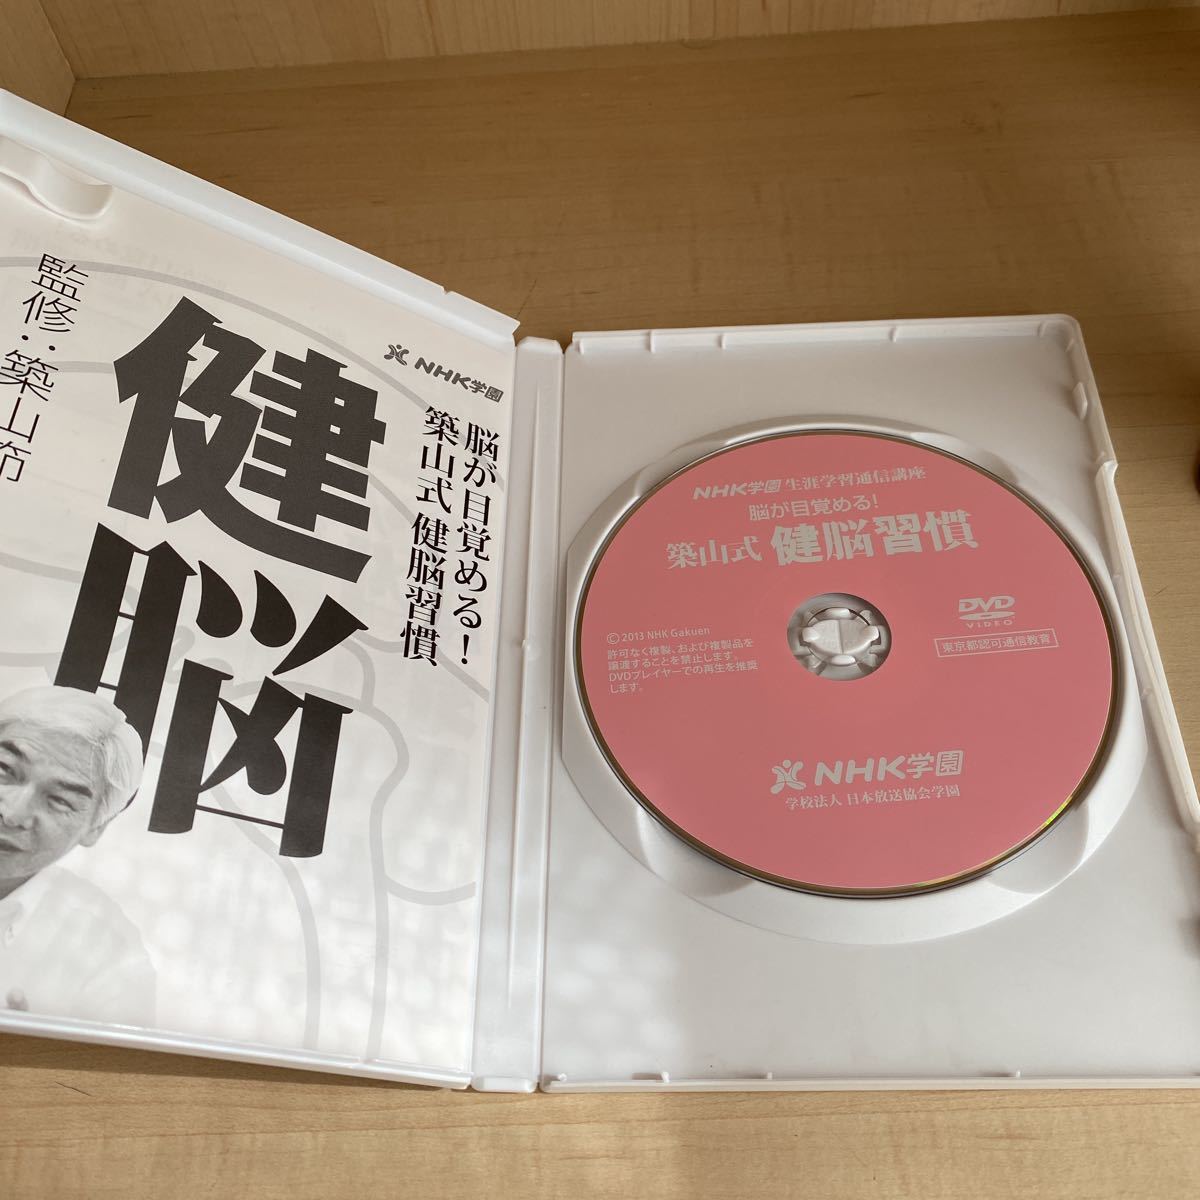 NHK学園
脳が目覚める!
築山式 健脳習慣
健脳
監修:築山節
NHK学園 生涯学習通信講座
脳が目覚める!
築山式 健脳習慣
DVD
VIDEO
©2013 NHK Gakuen
許可なく複製、および複製品を
譲渡することを禁止します。
DVDプレイヤーでの再生を推奨
します。
東京都認可通信教育
NHK学園
学校法人 日本放送協会学園